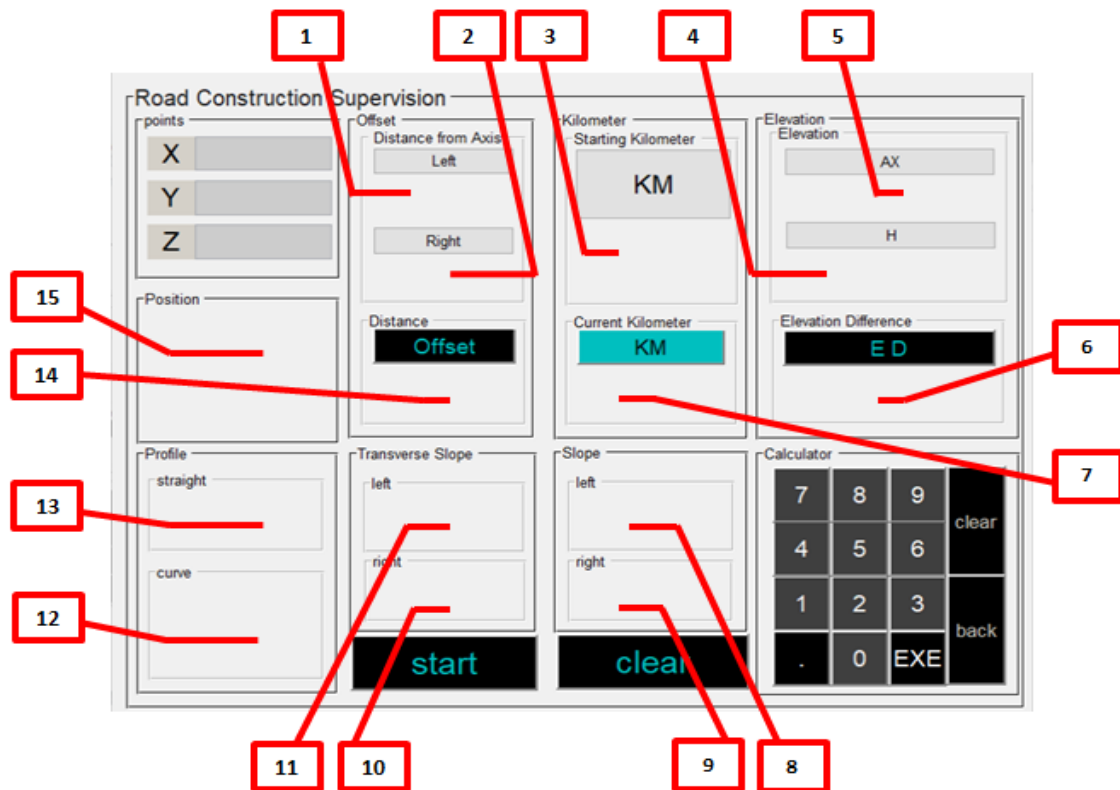 1
2
3
4
5
Road Construction Supervision
points
X
Y
Z
Offset
Distance from Axis
Left
Right
Kilometer
Starting Kilometer
KM
Elevation
Elevation
AX
H
15
Position
14
Distance
Offset
Current Kilometer
KM
Elevation Difference
E D
6
7
13
Profile
straight
12
curve
Transverse Slope
left
right
Slope
left
right
Calculator
7 8 9 clear
4 5 6
1 2 3 back
. 0 EXE
start
clear
11
10
9
8